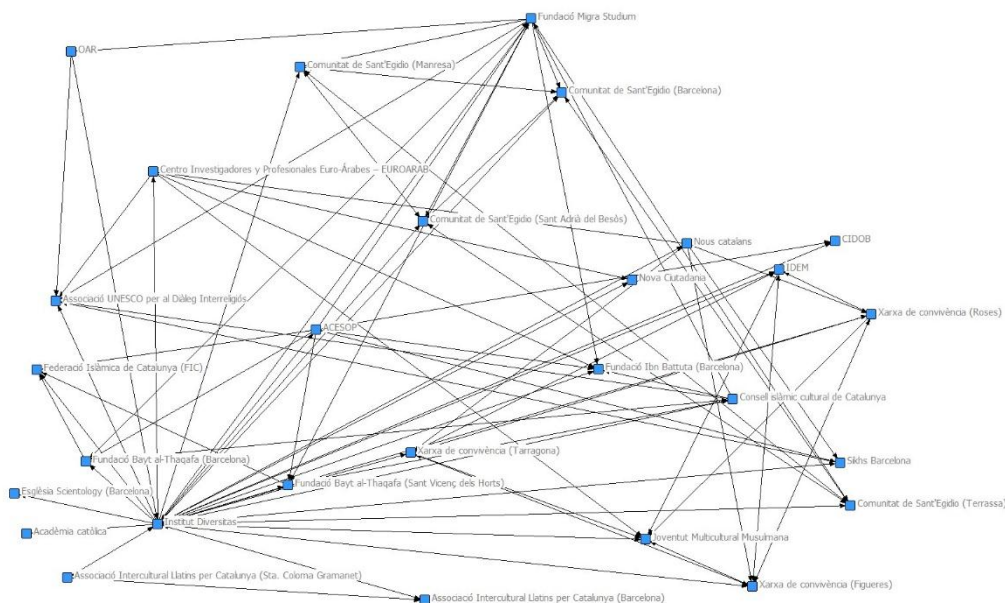 Fundació Migra Studium
OAR
Comunitat de Sant'Egidio (Manresa)
Comunitat de Sant'Egidio (Barcelona)
Centro Investigadores y Profesionales Euro-Árabes – EUROARAB
Comunitat de Sant'Egidio (Sant Adrià del Besòs)
Nous catalans
CIDOB
IDEM
Nova Ciutadania
Associació UNESCO per al Diàleg Interreligiós
Xarxa de convivència (Roses)
ACESOP
Federació Islàmica de Catalunya (FIC)
Fundació Ibn Battuta (Barcelona)
Consell islàmic cultural de Catalunya
Xarxa de convivència (Tarragona)
Fundació Bayt al-Thaqafa (Barcelona)
Sikhs Barcelona
Fundació Bayt al-Thaqafa (Sant Vicenç dels Horts)
Església Scientology (Barcelona)
Comunitat de Sant'Egidio (Terrassa)
Institut Diversitas
Acadèmia catòlica
Joventut Multicultural Musulmana
Associació Intercultural Llatins per Catalunya (Sta. Coloma Gramanet)
Xarxa de convivència (Figueres)
Associació Intercultural Llatins per Catalunya (Barcelona)